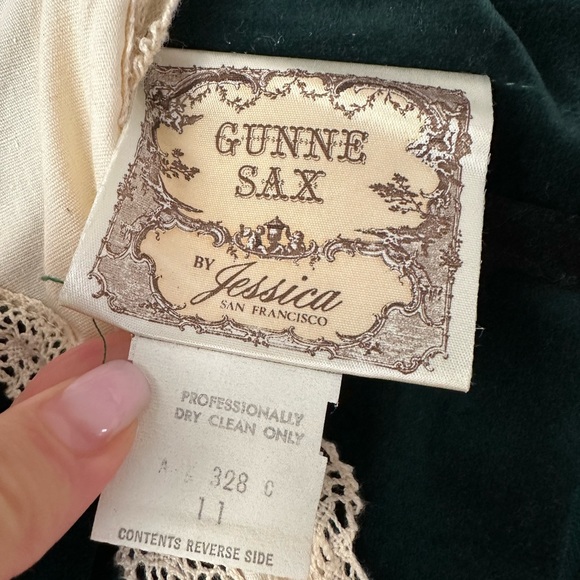 GUNNE
SAX
BY Jessica
SAN FRANCISCO
PROFESSIONALLY
DRY CLEAN ONLY
328 C
11
CONTENTS REVERSE SIDE